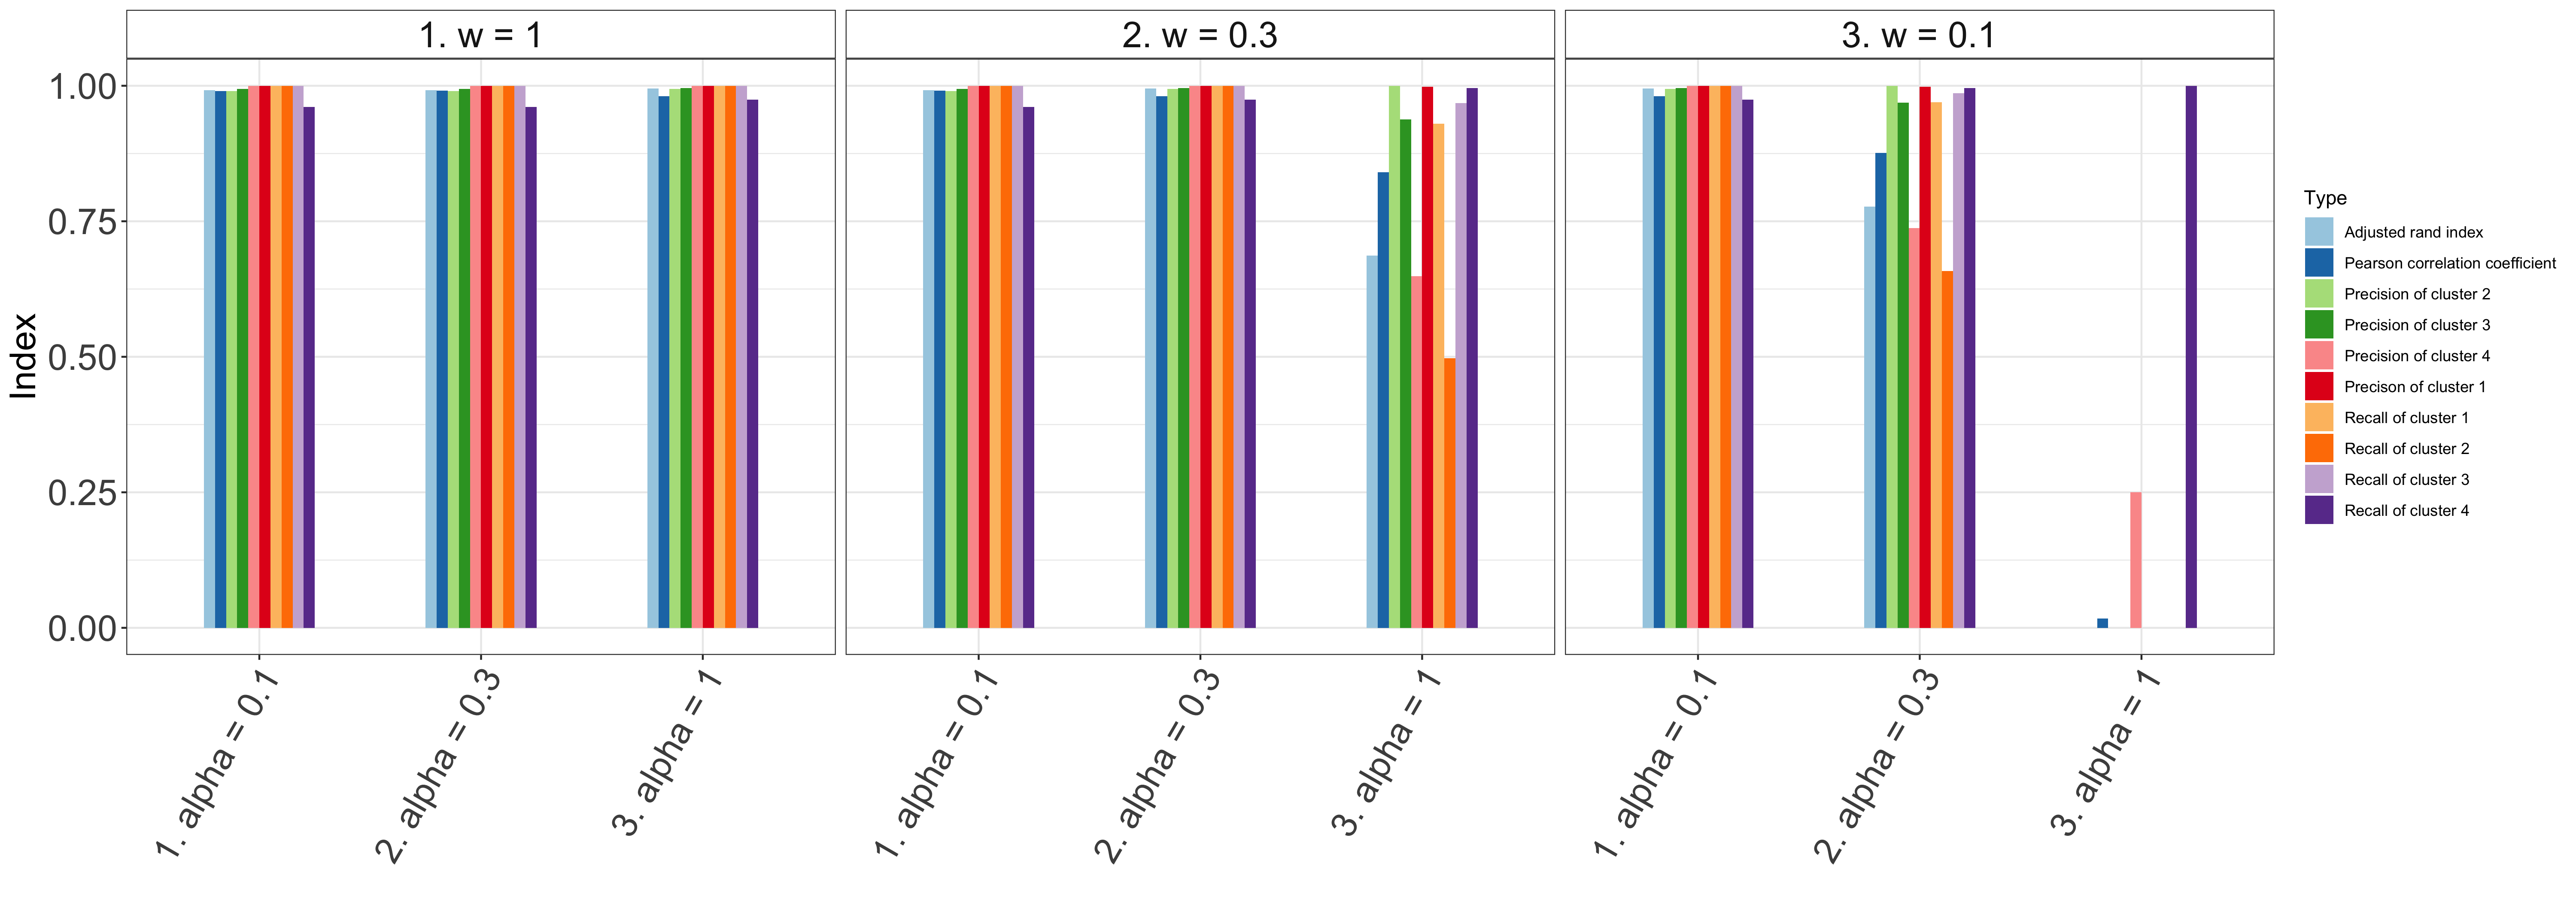 1. w = 1
2. w = 0.3
3. w = 0.1
Index
1.00
0.75
0.50
0.25
0.00
1. alpha = 0.1
2. alpha = 0.3
3. alpha = 1
1. alpha = 0.1
2. alpha = 0.3
3. alpha = 1
1. alpha = 0.1
2. alpha = 0.3
3. alpha = 1
Type
Adjusted rand index
Pearson correlation coefficient
Precision of cluster 2
Precision of cluster 3
Precision of cluster 4
Precison of cluster 1
Recall of cluster 1
Recall of cluster 2
Recall of cluster 3
Recall of cluster 4